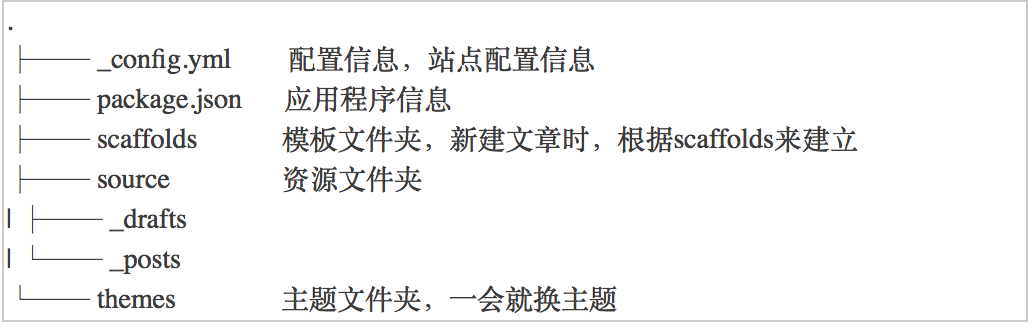 .
├── _config.yml 配置信息，站点配置信息
├── package.json 应用程序信息
├── scaffolds 模板文件夹，新建文章时，根据scaffolds来建立
├── source 资源文件夹
| ├── _drafts
| └── _posts
└── themes 主题文件夹，一会就换主题